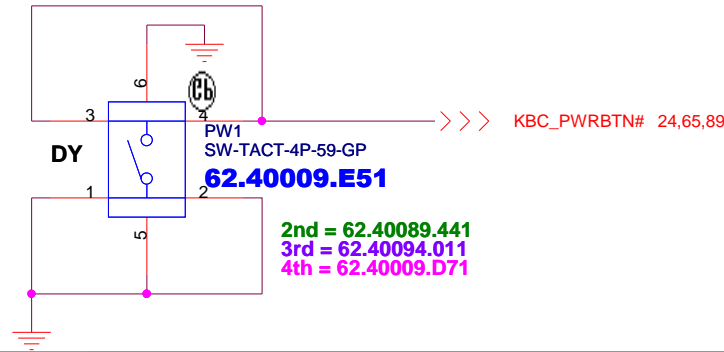 6
Cb
3
4
KBC_PWRBTN# 24,65,89
PW1
DY
SW-TACT-4P-59-GP
62.40009.E51
1
2
5
2nd = 62.40089.441
3rd = 62.40094.011
4th = 62.40009.D71